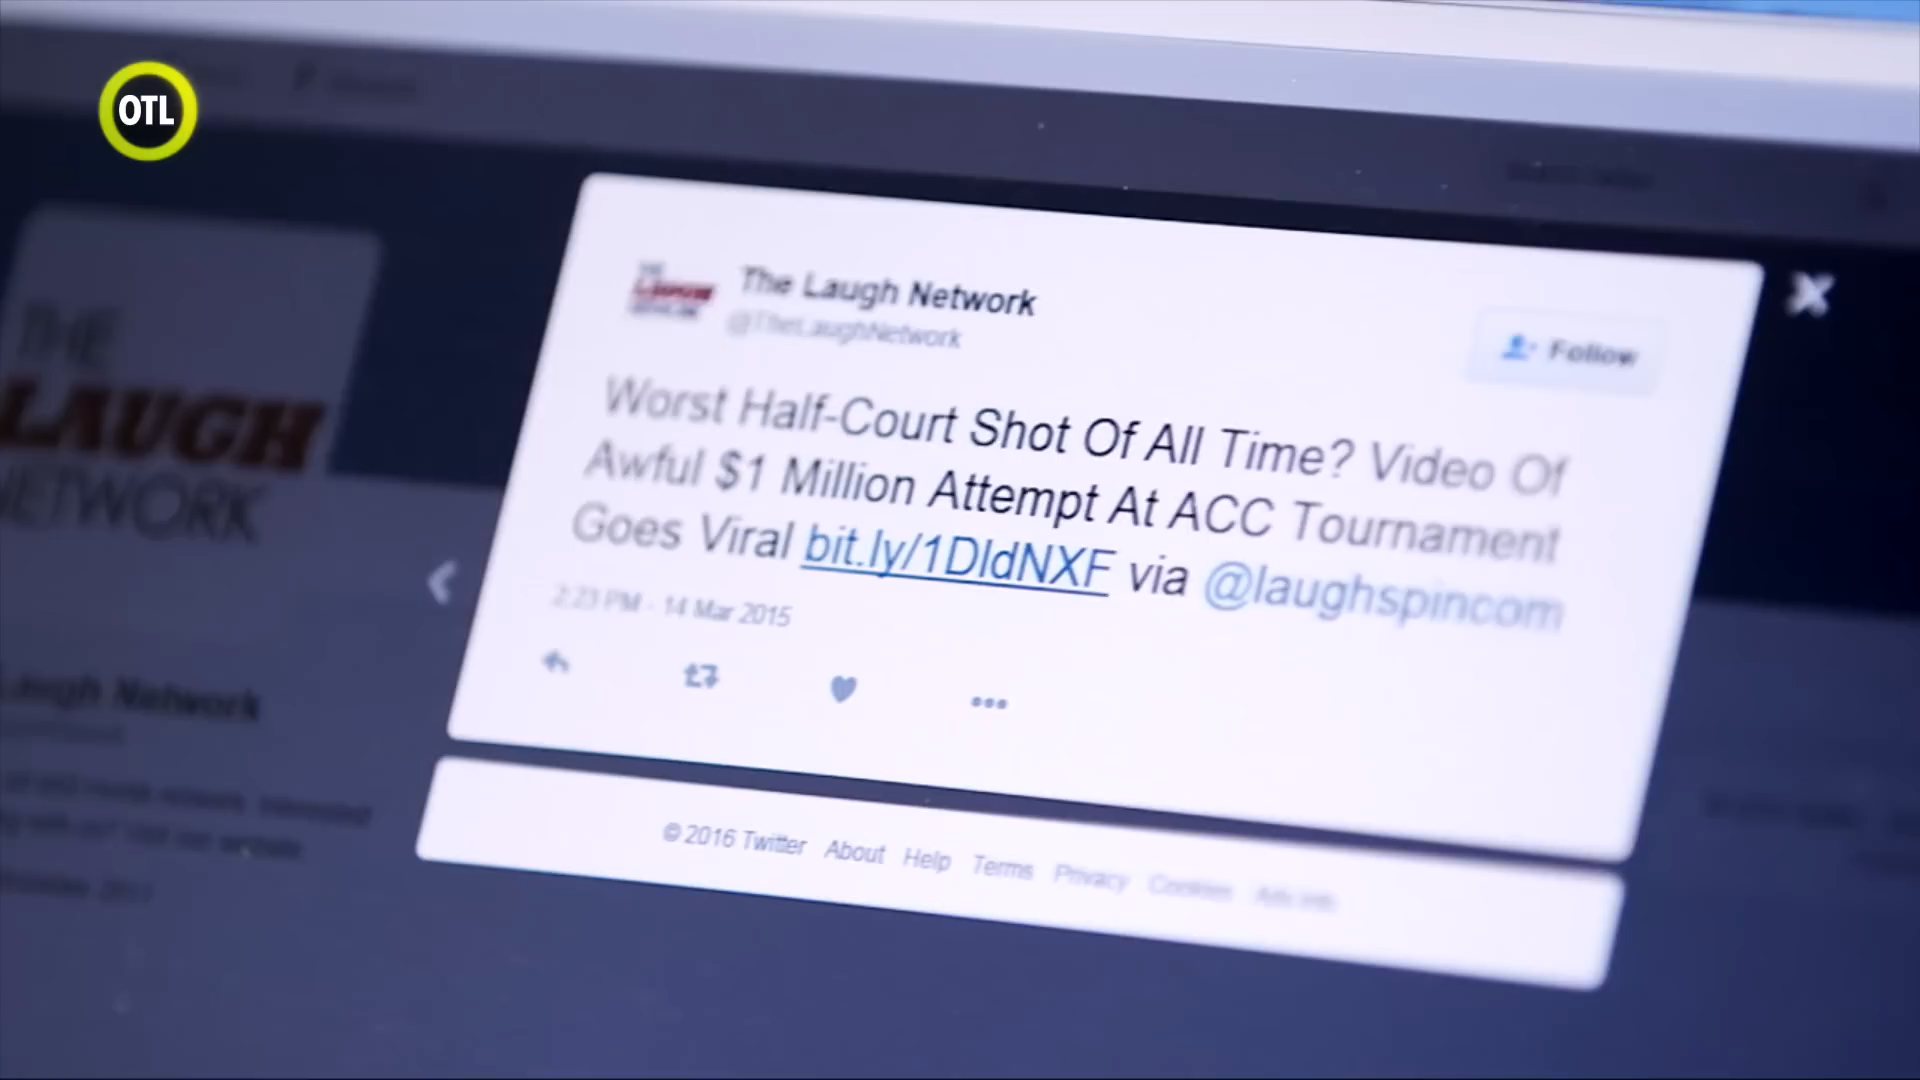 OTL
THE
LAUGH
NETWORK
The Laugh Network
@TheLaughNetwork
Follow
Worst Half-Court Shot Of All Time? Video Of
Awful $1 Million Attempt At ACC Tournament
Goes Viral bit.ly/1DldNXF via @laughspincom
2:23 PM - 14 Mar 2015
Laugh Network
© 2016 Twitter About Help Terms Privacy Cookies Ads info